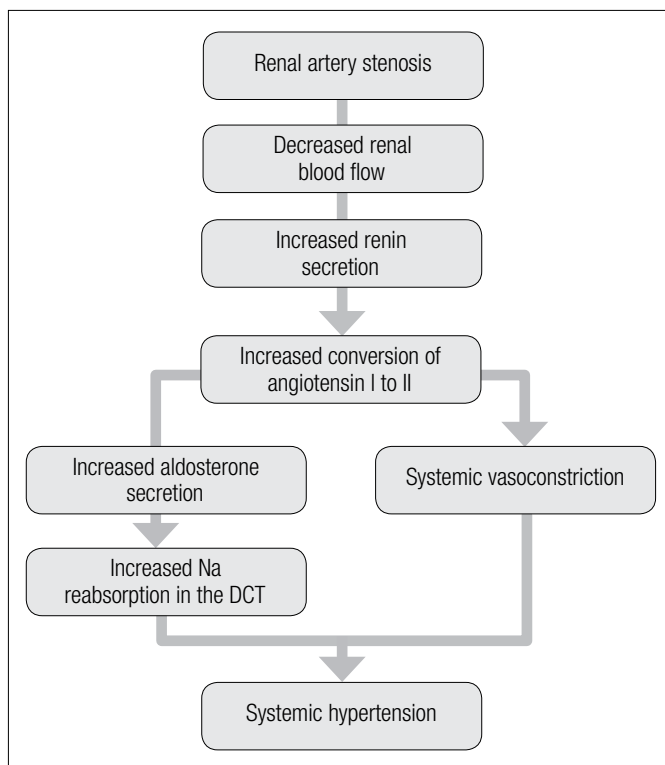 Renal artery stenosis
Decreased renal
blood flow
Increased renin
secretion
Increased conversion of
angiotensin I to II
Increased aldosterone
secretion
Systemic vasoconstriction
Increased Na
reabsorption in the DCT
Systemic hypertension